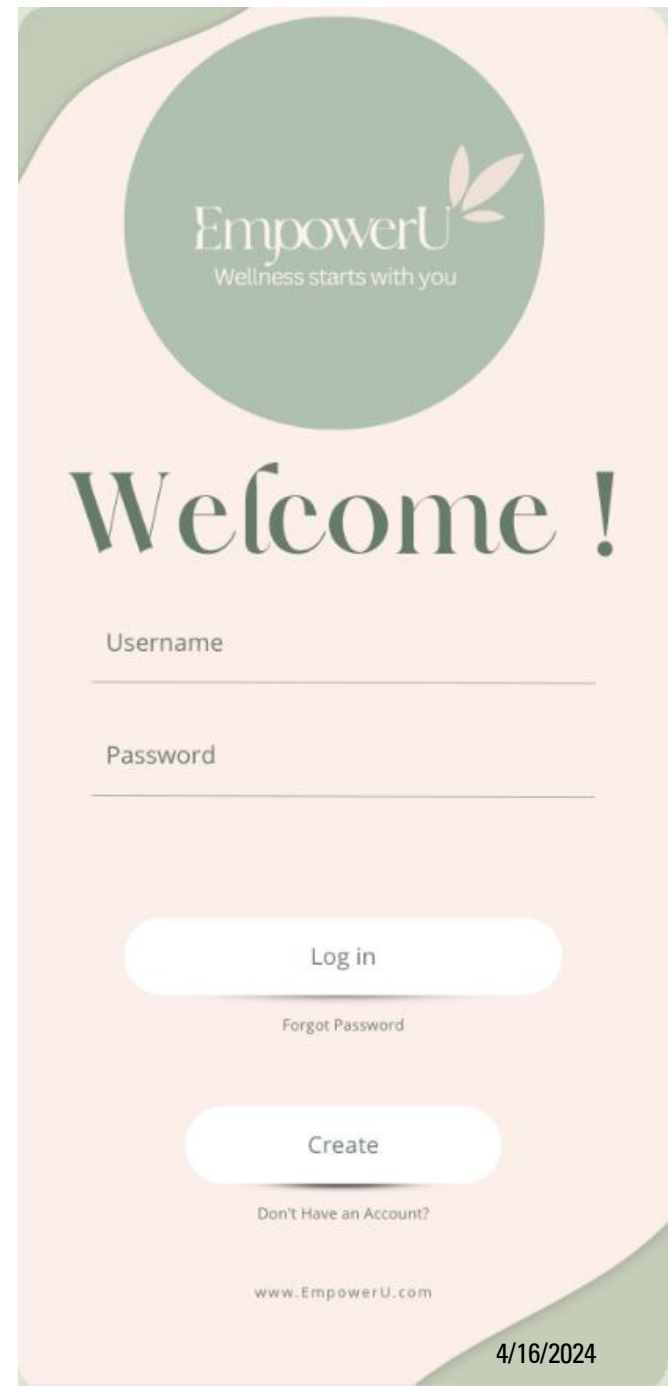 EmpowerU
Wellness starts with you
Welcome !
Username
Password
Log in
Forgot Password
Create
Don't Have an Account?
www.EmpowerU.com
4/16/2024